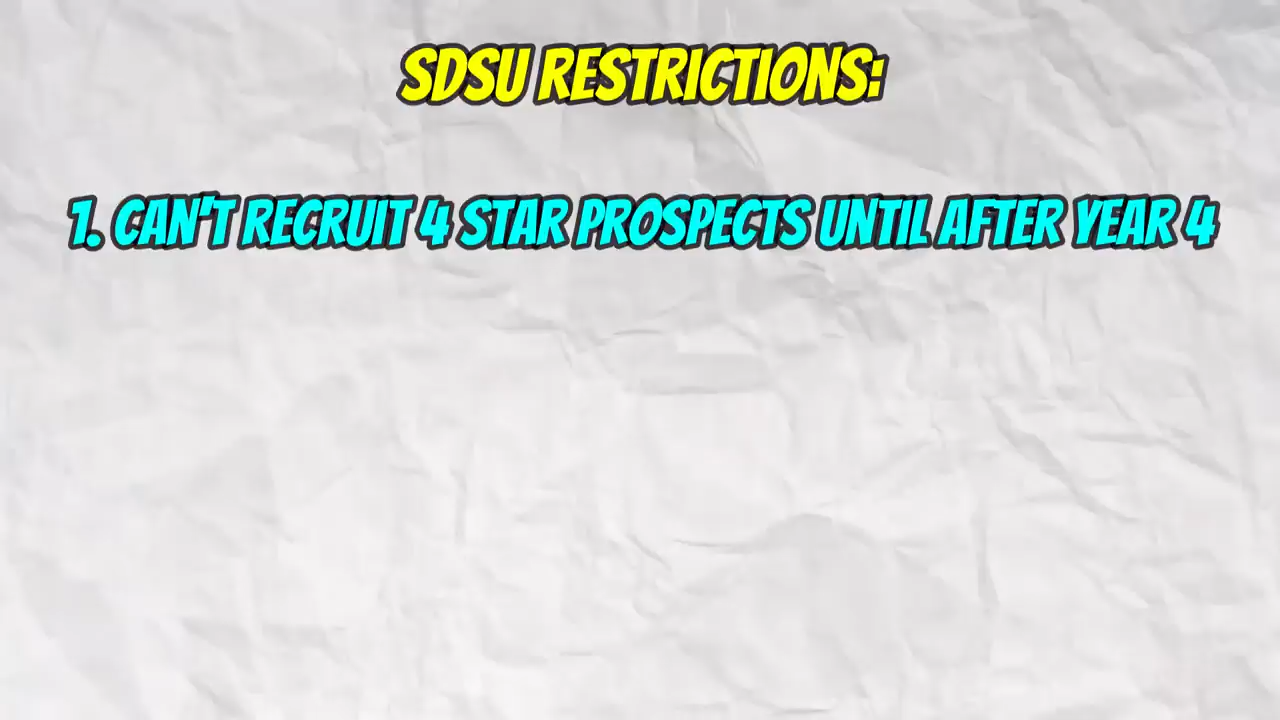 SDSU RESTRICTIONS:
1. CAN'T RECRUIT 4 STAR PROSPECTS UNTIL AFTER YEAR 4